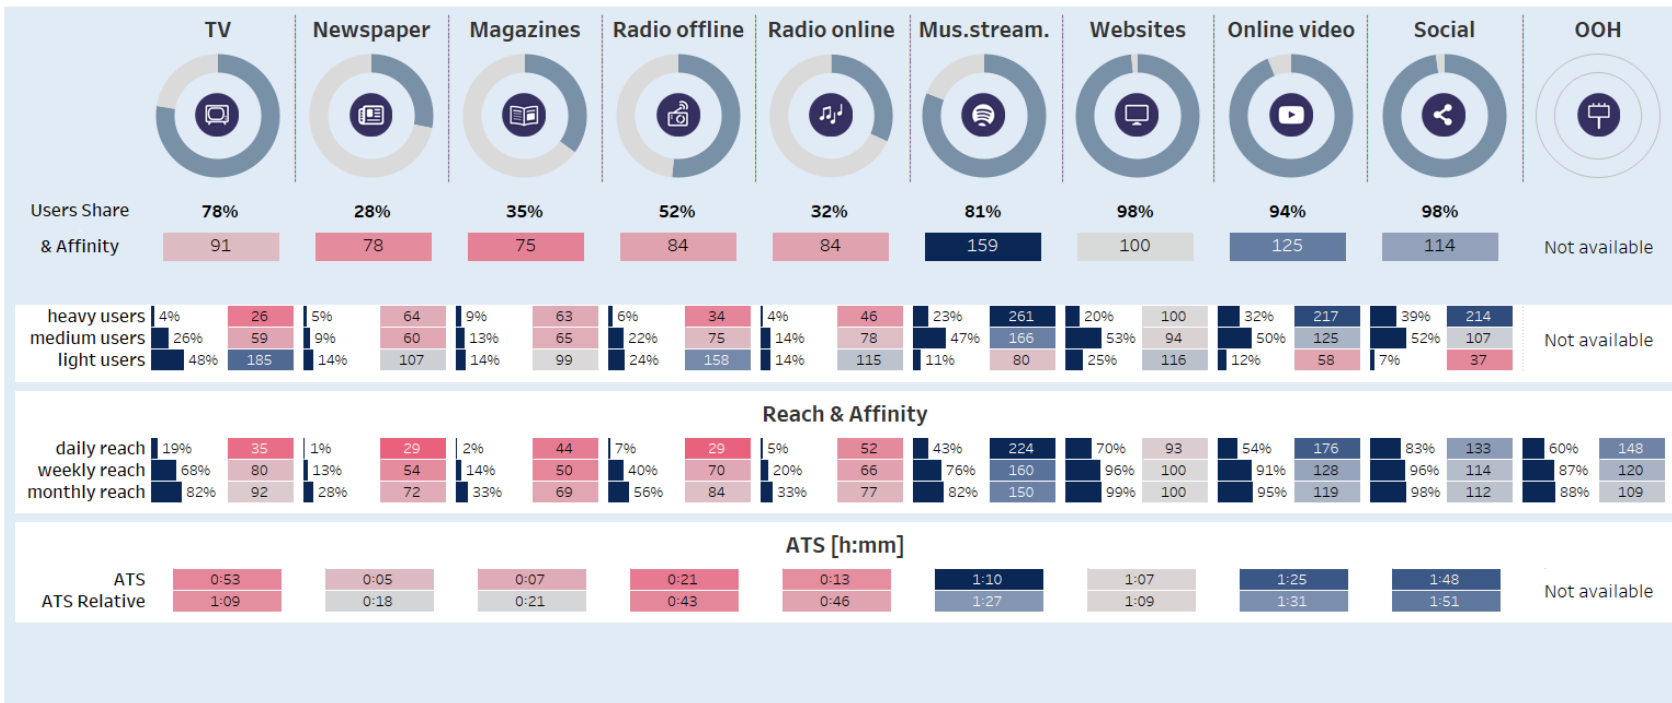 TV Newspaper Magazines Radio offline Radio online Mus.stream. Websites Online video Social OOH
Users Share 78% 28% 35% 52% 32% 81% 98% 94% 98%
& Affinity 91 78 75 84 84 159 100 125 114 Not available
heavy users 4% 26 5% 64 9% 63 6% 34 4% 46 23% 261 20% 100 32% 217 39% 214
medium users 26% 59 9% 60 13% 65 22% 75 14% 78 47% 166 53% 94 50% 125 52% 107 Not available
light users 48% 185 14% 107 14% 99 24% 158 14% 115 11% 80 25% 116 12% 58 7% 37
Reach & Affinity
daily reach 19% 35 1% 29 2% 44 7% 29 5% 52 43% 224 70% 93 54% 176 83% 133 60% 148
weekly reach 68% 80 13% 54 14% 50 40% 70 20% 66 76% 160 96% 100 91% 128 96% 114 87% 120
monthly reach 82% 92 28% 72 33% 69 56% 84 33% 77 82% 150 99% 100 95% 119 98% 112 88% 109
ATS [h:mm]
ATS 0:53 0:05 0:07 0:21 0:13 1:10 1:07 1:25 1:48
ATS Relative 1:09 0:18 0:21 0:43 0:46 1:27 1:09 1:31 1:51 Not available